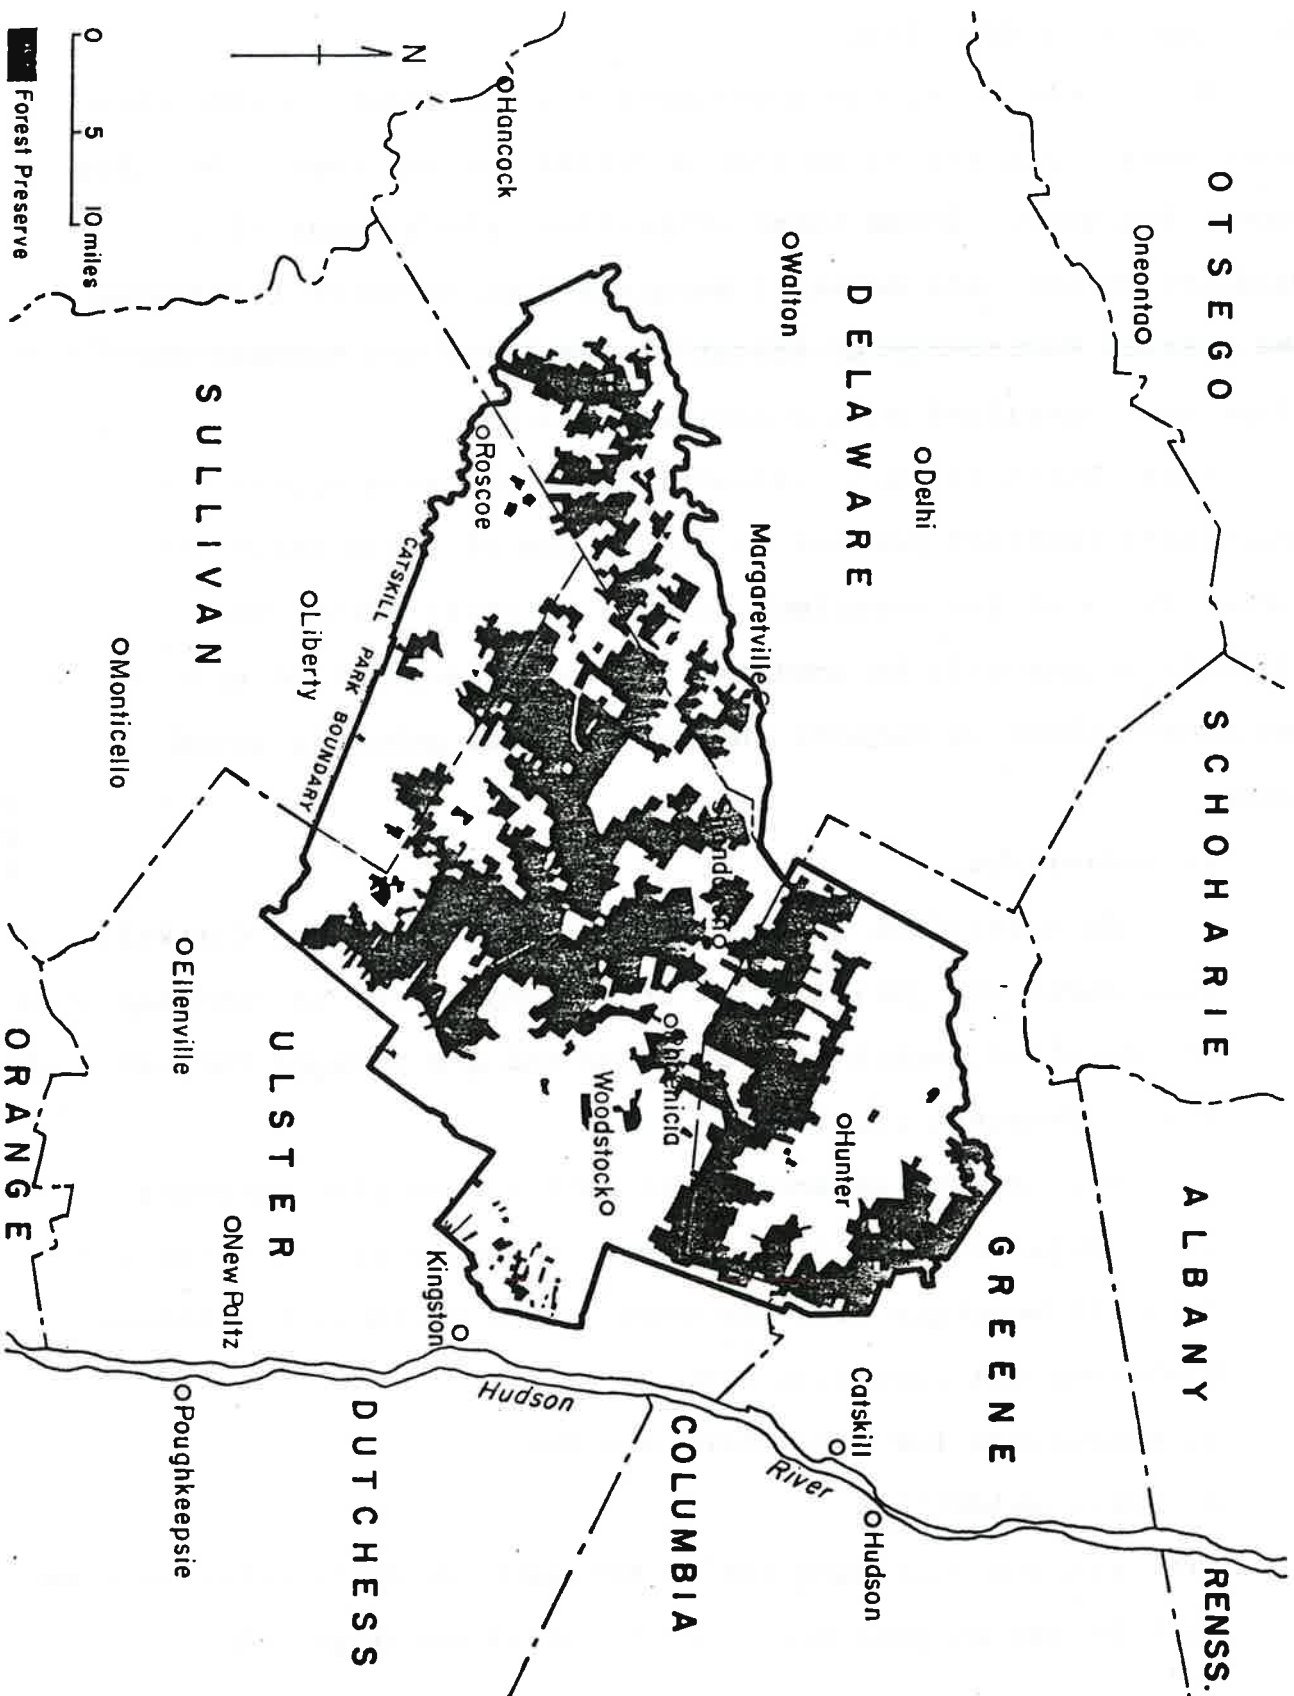 OTSEGO
SCHOHARIE
ALBANY
RENSS.
Oneonta
DELAWARE
Delhi
GREENE
Walton
Margaretville
Hunter
Catskill
Hudson
River
Hudson
Phoenicia
COLUMBIA
Woodstock
Hancock
Roscoe
CATSKILL PARK BOUNDARY
Kingston
DUTCHESS
N
Liberty
SULLIVAN
ULSTER
New Paltz
Ellenville
Poughkeepsie
Monticello
ORANGE
0 5 10 miles
Forest Preserve